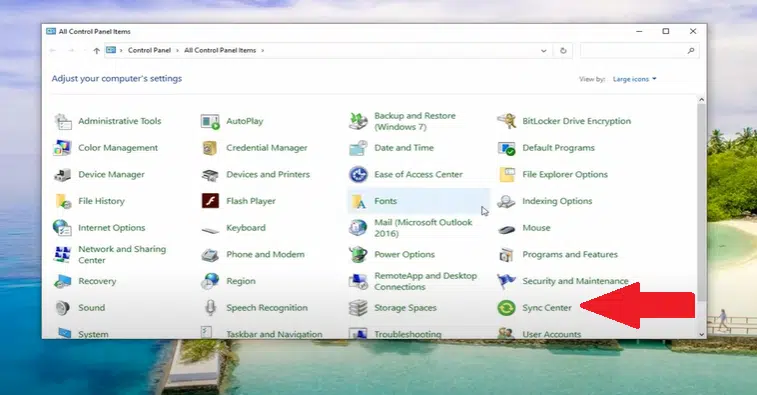 All Control Panel Items
Control Panel > All Control Panel Items >
Adjust your computer's settings
View by: Large icons
Administrative Tools
AutoPlay
Backup and Restore
(Windows 7)
BitLocker Drive Encryption
Color Management
Credential Manager
Date and Time
Default Programs
Device Manager
Devices and Printers
Ease of Access Center
File Explorer Options
File History
Flash Player
Fonts
Indexing Options
Internet Options
Keyboard
Mail (Microsoft Outlook
2016)
Mouse
Network and Sharing
Center
Phone and Modem
Power Options
Programs and Features
Recovery
Region
RemoteApp and Desktop
Connections
Security and Maintenance
Sound
Speech Recognition
Storage Spaces
Sync Center
System
Taskbar and Navigation
Troubleshooting
User Accounts